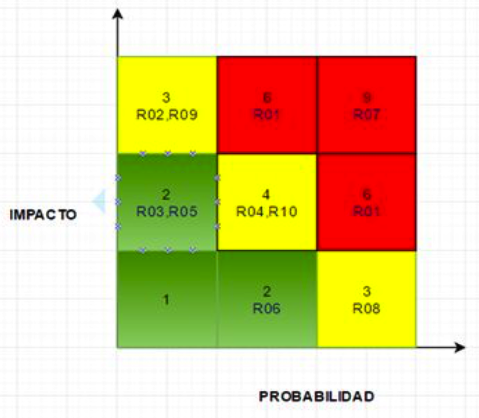 3
R02,R09
6
R01
9
R07
IMPACTO
2
R03,R05
4
R04,R10
6
R01
1
2
R06
3
R08
PROBABILIDAD